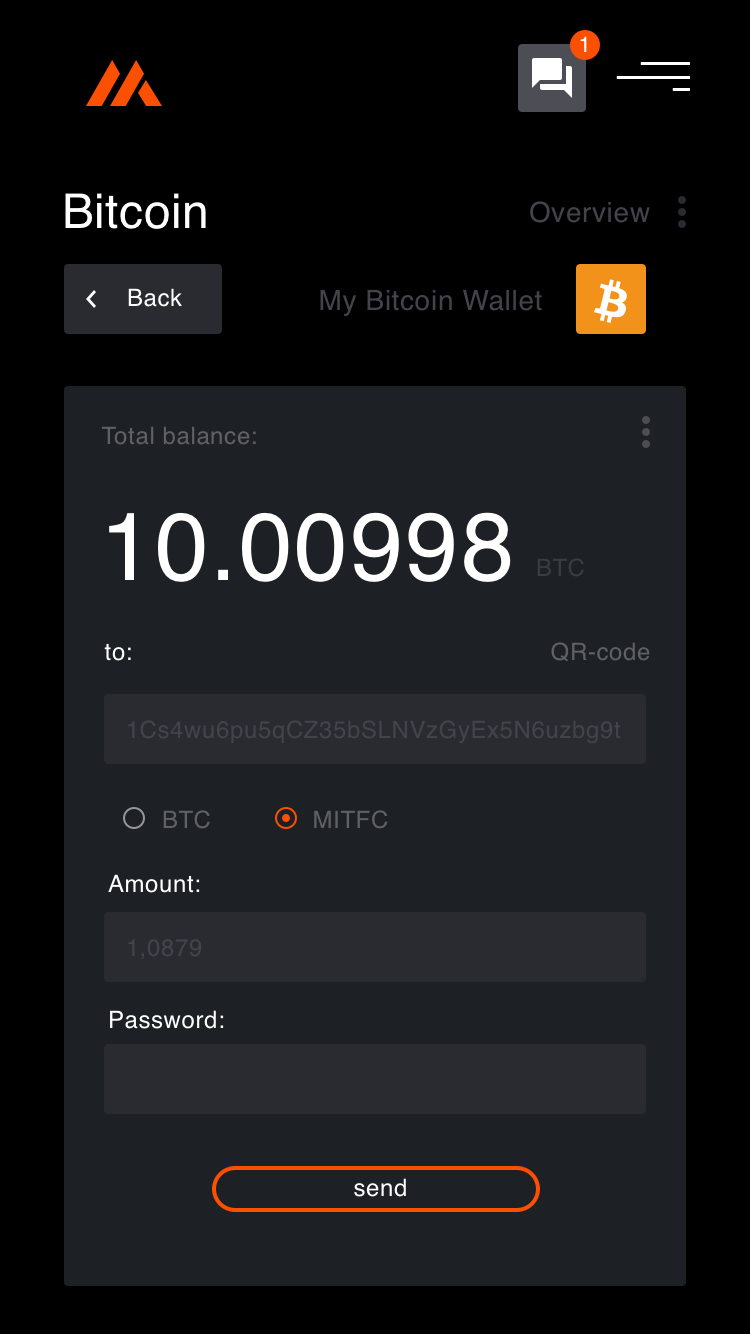 1
Bitcoin
Overview
Back
My Bitcoin Wallet
Total balance:
10.00998 BTC
to:
QR-code
1Cs4wu6pu5qCZ35bSLNVzGyEx5N6uzbg9t
BTC
MITFC
Amount:
1,0879
Password:
send